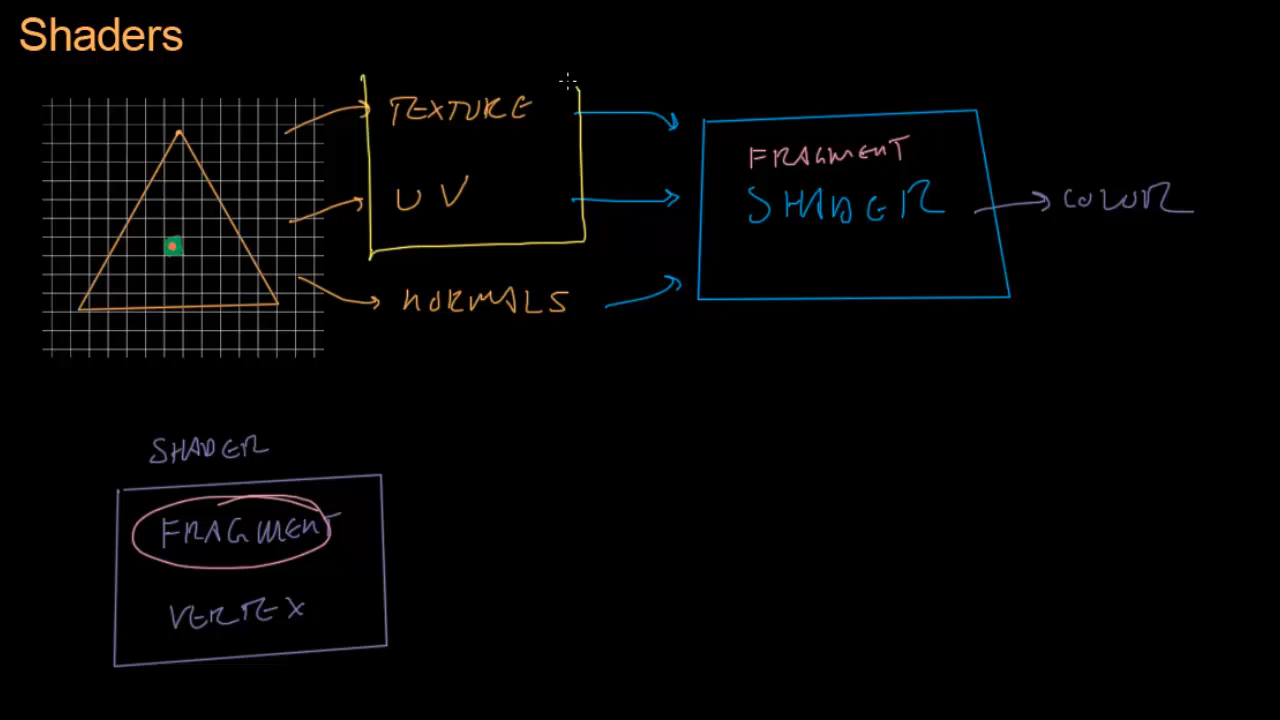 Shaders
TEXTURE
UV
NORMALS
FRAGMENT
SHADER
COLOR
SHADER
FRAGMENT
VERTEX